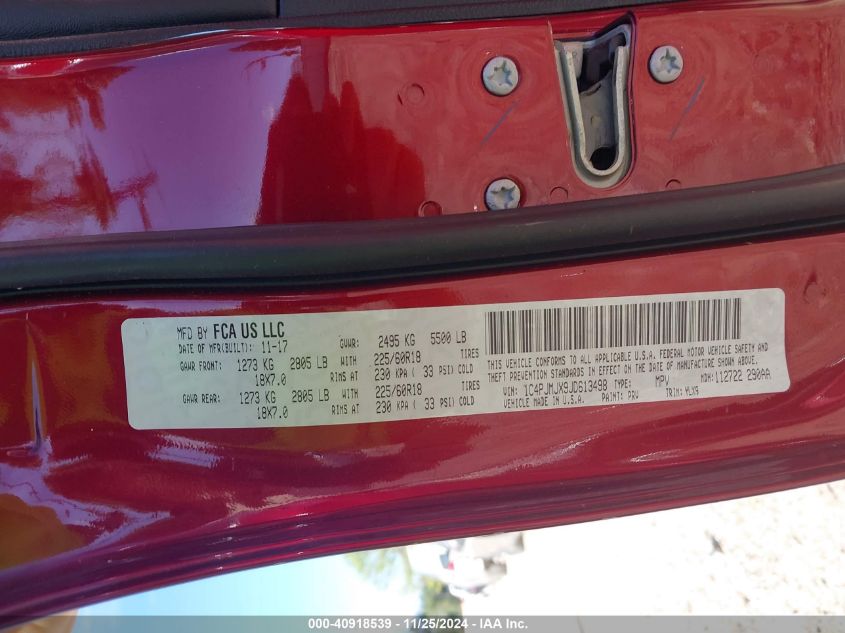 MFD BY FCA US LLC
DATE OF MFR(BUILT): 11-17 GVWR: 2495 KG 5500 LB
GAWR FRONT: 1273 KG 2805 LB WITH 225/60R18 TIRES
18X7.0 RIMS AT 230 KPA ( 33 PSI) COLD
GAWR REAR: 1273 KG 2805 LB WITH 225/60R18 TIRES
18X7.0 RIMS AT 230 KPA ( 33 PSI) COLD
THIS VEHICLE CONFORMS TO ALL APPLICABLE U.S.A. FEDERAL MOTOR VEHICLE SAFETY AND
THEFT PREVENTION STANDARDS IN EFFECT ON THE DATE OF MANUFACTURE SHOWN ABOVE.
VIN: 1C4PJMJX9JD613498 TYPE: MPV MDH: 112722 290AA
MADE IN U.S.A. PAINT: PRV TRIM: YLX9
000-40918539 - 11/25/2024 - IAA Inc.